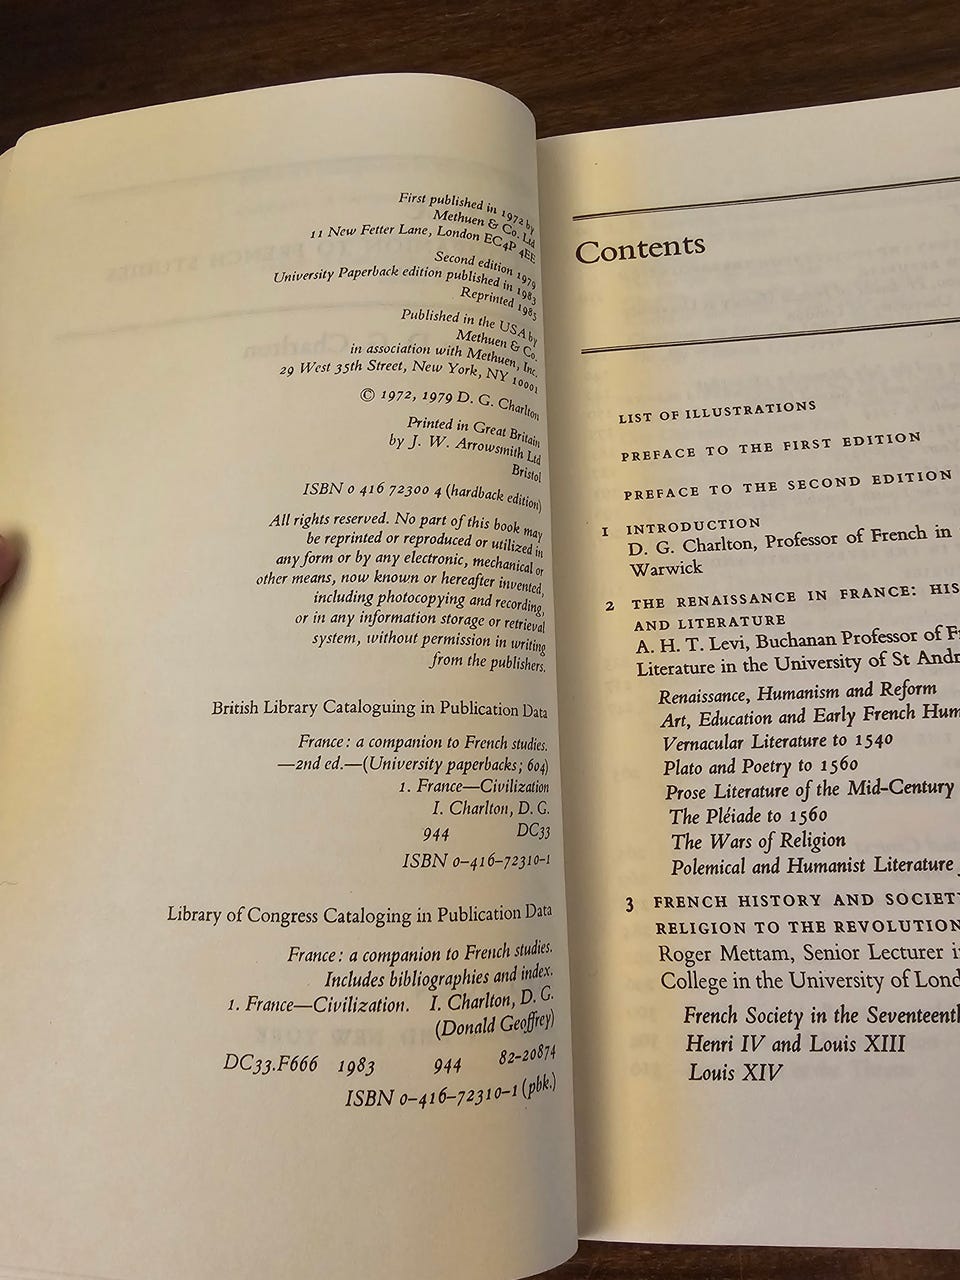 First published in 1972 by
Methuen & Co. Ltd
11 New Fetter Lane, London EC4P 4EE
Second edition 1979
University Paperback edition published in 1983
Reprinted 1985
Published in the USA by
Methuen & Co.
in association with Methuen, Inc.
29 West 35th Street, New York, NY 10001
© 1972, 1979 D. G. Charlton
Printed in Great Britain
by J. W. Arrowsmith Ltd
Bristol
ISBN 0 416 72300 4 (hardback edition)
All rights reserved. No part of this book may
be reprinted or reproduced or utilized in
any form or by any electronic, mechanical or
other means, now known or hereafter invented,
including photocopying and recording,
or in any information storage or retrieval
system, without permission in writing
from the publishers.
British Library Cataloguing in Publication Data
France: a companion to French studies.
—2nd ed.—(University paperbacks; 604)
1. France—Civilization
I. Charlton, D. G.
944 DC33
ISBN 0-416-72310-1
Library of Congress Cataloging in Publication Data
France: a companion to French studies.
Includes bibliographies and index.
1. France—Civilization. I. Charlton, D. G.
(Donald Geoffrey)
DC33.F666 1983 944 82-20874
ISBN 0-416-72310-1 (pbk.)
Contents
LIST OF ILLUSTRATIONS
PREFACE TO THE FIRST EDITION
PREFACE TO THE SECOND EDITION
1 INTRODUCTION
D. G. Charlton, Professor of French in
Warwick
2 THE RENAISSANCE IN FRANCE: HIS
AND LITERATURE
A. H. T. Levi, Buchanan Professor of F
Literature in the University of St Andr
Renaissance, Humanism and Reform
Art, Education and Early French Hum
Vernacular Literature to 1540
Plato and Poetry to 1560
Prose Literature of the Mid-Century
The Pléiade to 1560
The Wars of Religion
Polemical and Humanist Literature
3 FRENCH HISTORY AND SOCIETY
RELIGION TO THE REVOLUTION
Roger Mettam, Senior Lecturer i
College in the University of Lond
French Society in the Seventeenth
Henri IV and Louis XIII
Louis XIV